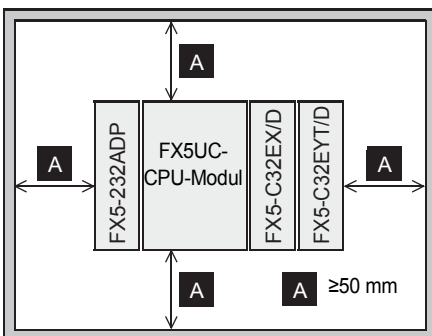 A
A
FX5-232ADP
FX5UC-
CPU-Modul
FX5-C32EX/D
FX5-C32EYT/D
A
A
A ≥50 mm